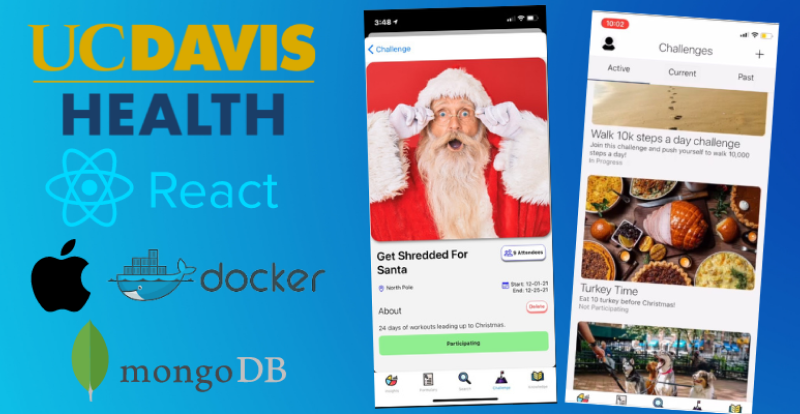 UCDAVIS
HEALTH
React
docker
mongoDB
3:48
Challenge
Get Shredded For
Santa
9 Attendees
North Pole
Start: 12-01-21
End: 12-25-21
About
Delete
24 days of workouts leading up to Christmas.
Participating
Search
Challenge
10:02
Challenges
+
Active
Current
Past
Walk 10k steps a day challenge
Join this challenge and push yourself to walk 10,000
steps a day!
In Progress
Turkey Time
Eat 10 turkey before Christmas!
Not Participating